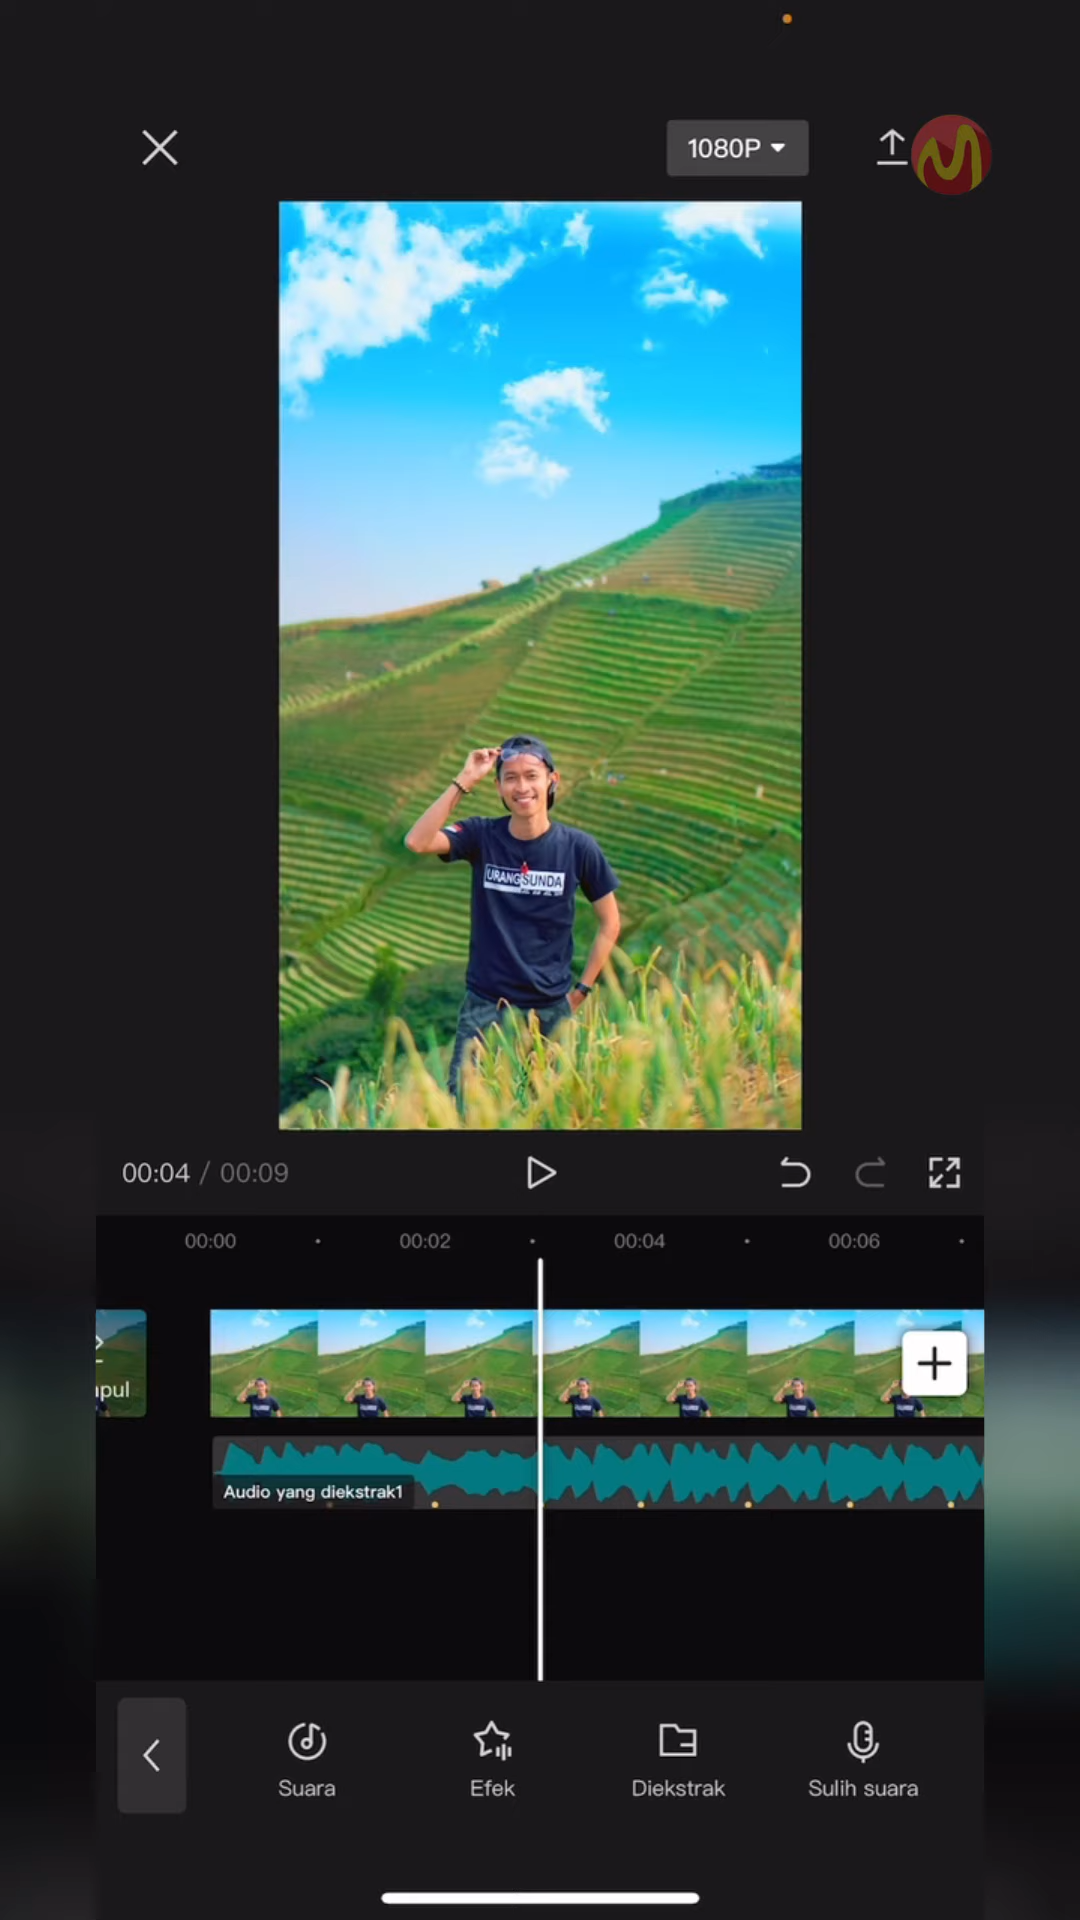 1080P
URANG SUNDA
00:04 / 00:09
00:00
00:02
00:04
00:06
pul
Audio yang diekstrak1
Suara
Efek
Diekstrak
Sulih suara